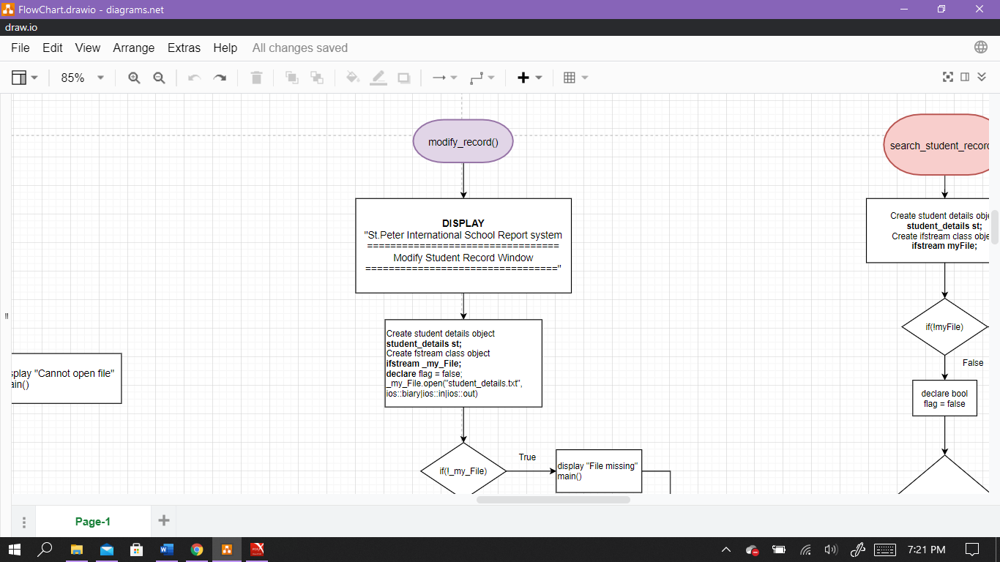 FlowChart.drawio - diagrams.net
draw.io
File Edit View Arrange Extras Help All changes saved
85%
modify_record()
DISPLAY
"St.Peter International School Report system
=================================
Modify Student Record Window
================================="
Create student details object
student_details st;
Create fstream class object
ifstream _my_File;
declare flag = false;
_my_File.open("student_details.txt",
ios::biary|ios::in|ios::out)
if(!_my_File)
True
display "File missing"
main()
splay "Cannot open file"
ain()
search_student_recor
Create student details obje
student_details st;
Create ifstream class obje
ifstream myFile;
if(!myFile)
False
declare bool
flag = false
Page-1
7:21 PM